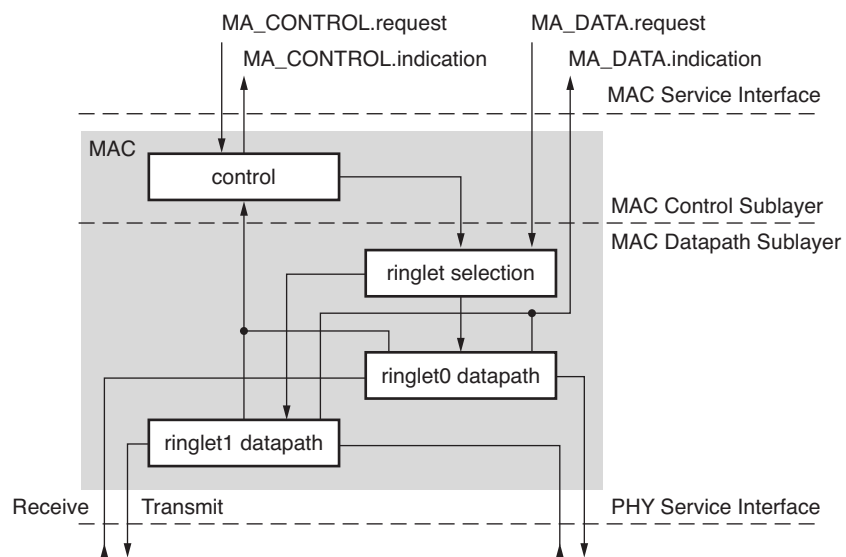 MA_CONTROL.request
MA_DATA.request
MA_CONTROL.indication
MA_DATA.indication
MAC Service Interface
MAC
control
MAC Control Sublayer
MAC Datapath Sublayer
ringlet selection
ringlet0 datapath
ringlet1 datapath
Receive
Transmit
PHY Service Interface